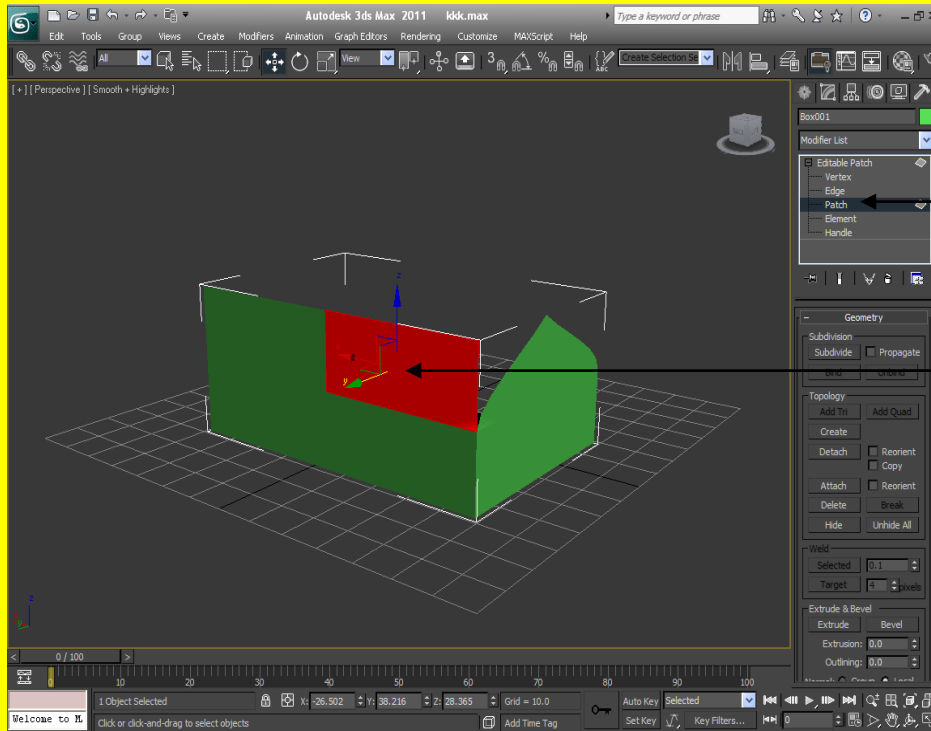 Autodesk 3ds Max 2011 kkk.max
Type a keyword or phrase
Edit Tools Group Views Create Modifiers Animation Graph Editors Rendering Customize MAXScript Help
All View 3 Create Selection Se
[ + ] [ Perspective ] [ Smooth + Highlights ]
Box001
Modifier List
Editable Patch
Vertex
Edge
Patch
Element
Handle
Geometry
Subdivision
Subdivide Propagate
Bind Unbind
Topology
Add Tri Add Quad
Create
Detach Reorient
Copy
Attach Reorient
Delete Break
Hide Unhide All
Weld
Selected 0.1
Target 4 pixels
Extrude & Bevel
Extrude Bevel
Extrusion: 0.0
Outlining: 0.0
z
x
y
z
y
< 0 / 100 >
0 10 20 30 40 50 60 70 80 90 100
1 Object Selected X: -26.502 Y: 38.216 Z: 28.365 Grid = 10.0 Auto Key Selected
Welcome to M Click or click-and-drag to select objects Add Time Tag Set Key Key Filters... 0